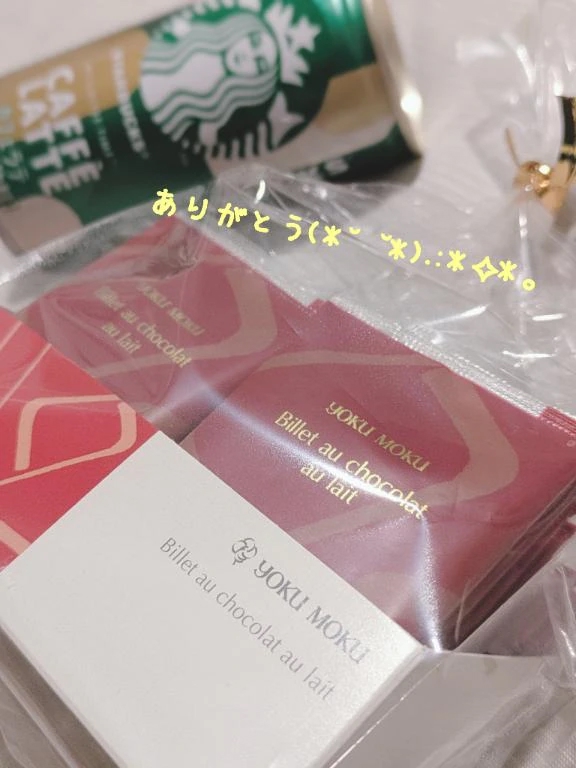 STARBUCKS
CAFFÈ
LATTE
ありがとう(*˘ ˘*).:*✧*。
YOKU MOKU
Billet au chocolat
au lait
YOKU MOKU
Billet au chocolat
au lait
YOKU MOKU
Billet au chocolat au lait